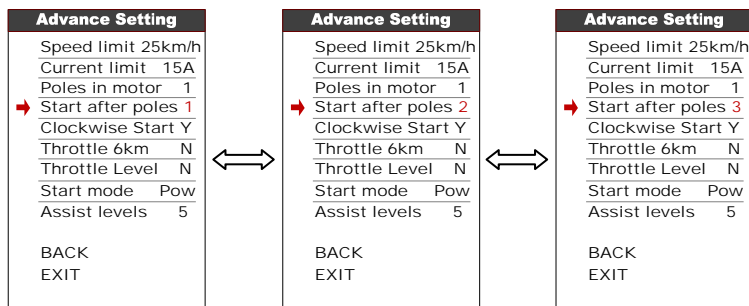 Advance Setting
Speed limit 25km/h
Current limit 15A
Poles in motor 1
Start after poles 1
Clockwise Start Y
Throttle 6km N
Throttle Level N
Start mode Pow
Assist levels 5
BACK
EXIT
Advance Setting
Speed limit 25km/h
Current limit 15A
Poles in motor 1
Start after poles 2
Clockwise Start Y
Throttle 6km N
Throttle Level N
Start mode Pow
Assist levels 5
BACK
EXIT
Advance Setting
Speed limit 25km/h
Current limit 15A
Poles in motor 1
Start after poles 3
Clockwise Start Y
Throttle 6km N
Throttle Level N
Start mode Pow
Assist levels 5
BACK
EXIT